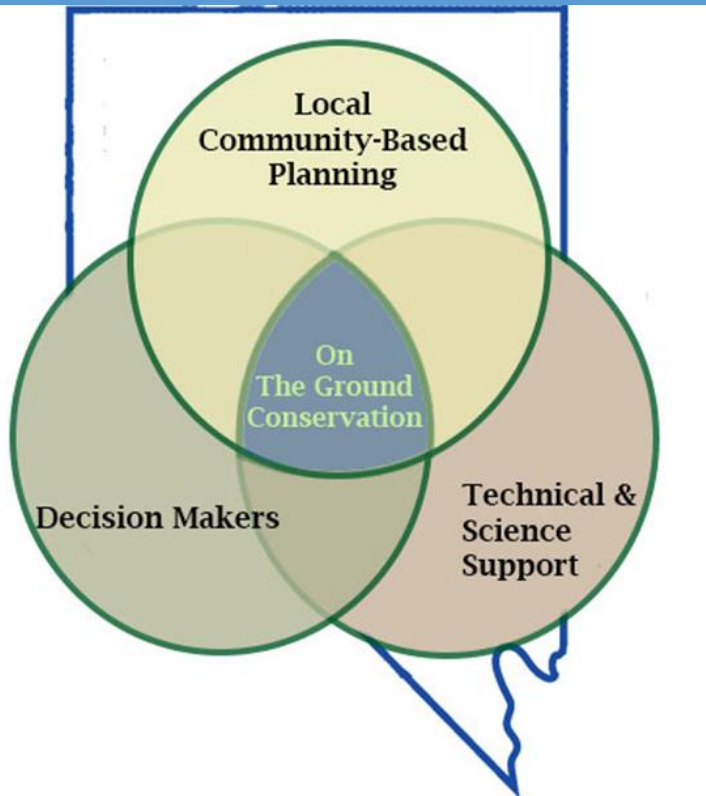 Local
Community-Based
Planning
On
The Ground
Conservation
Decision Makers
Technical &
Science
Support